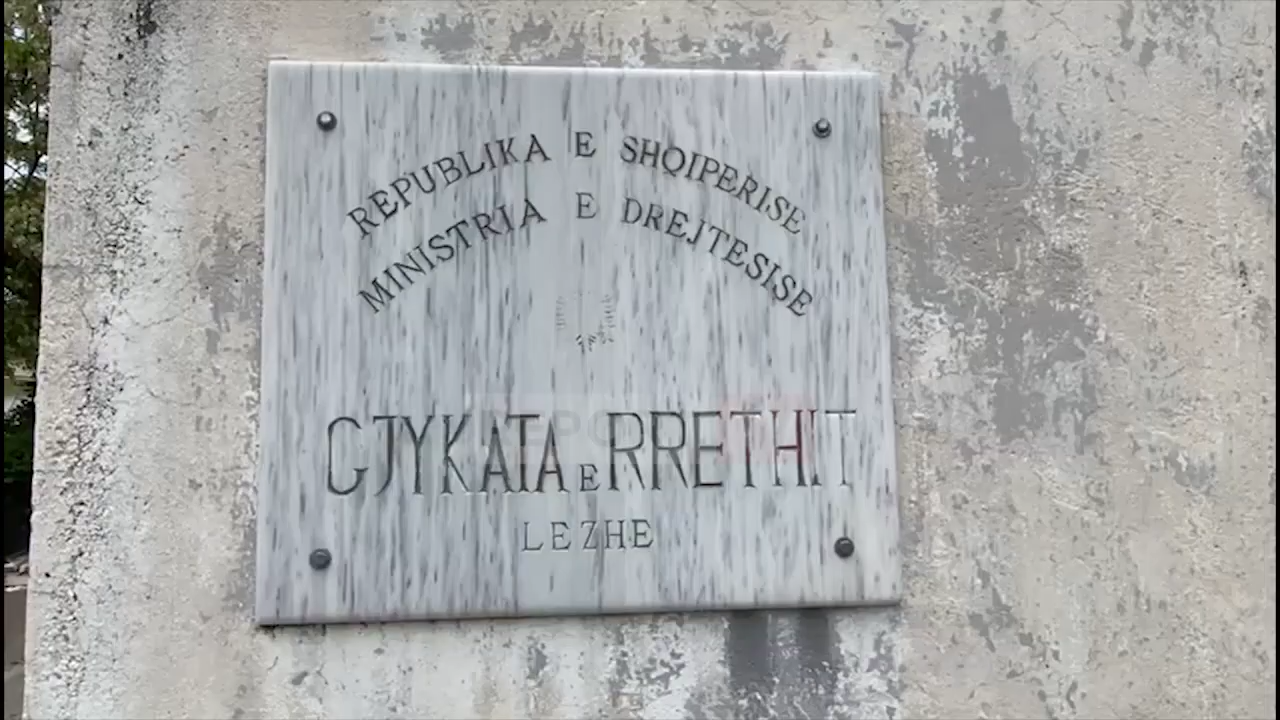 REPUBLIKA E SHQIPERISE
MINISTRIA E DREJTESISE
GJYKATA E RRETHIT
LEZHE